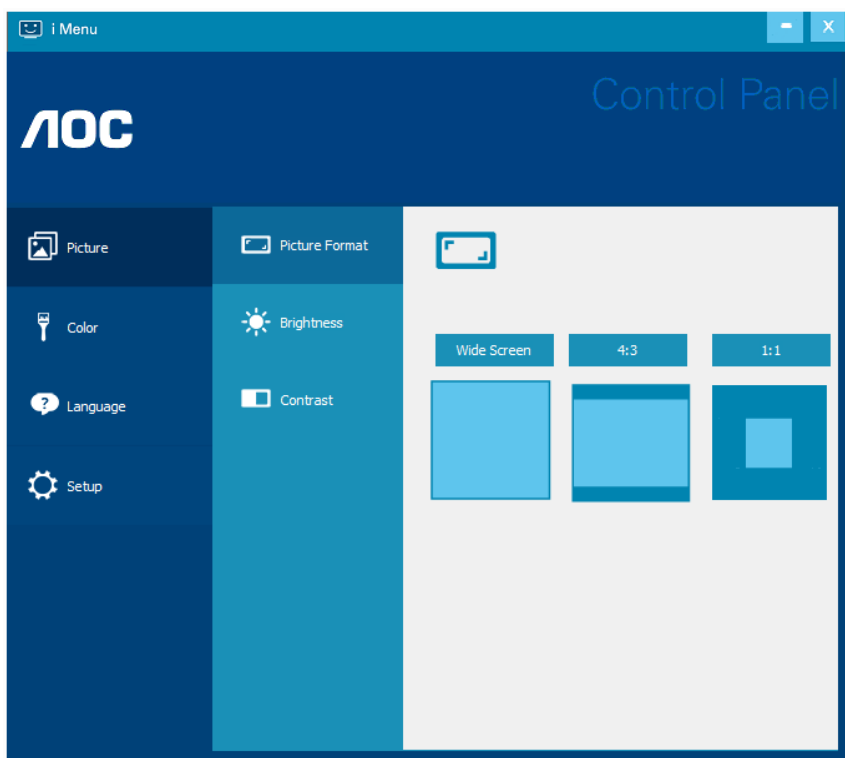 i Menu
Control Panel
AOC
Picture
Picture Format
Color
Brightness
Wide Screen
4:3
1:1
Language
Contrast
Setup